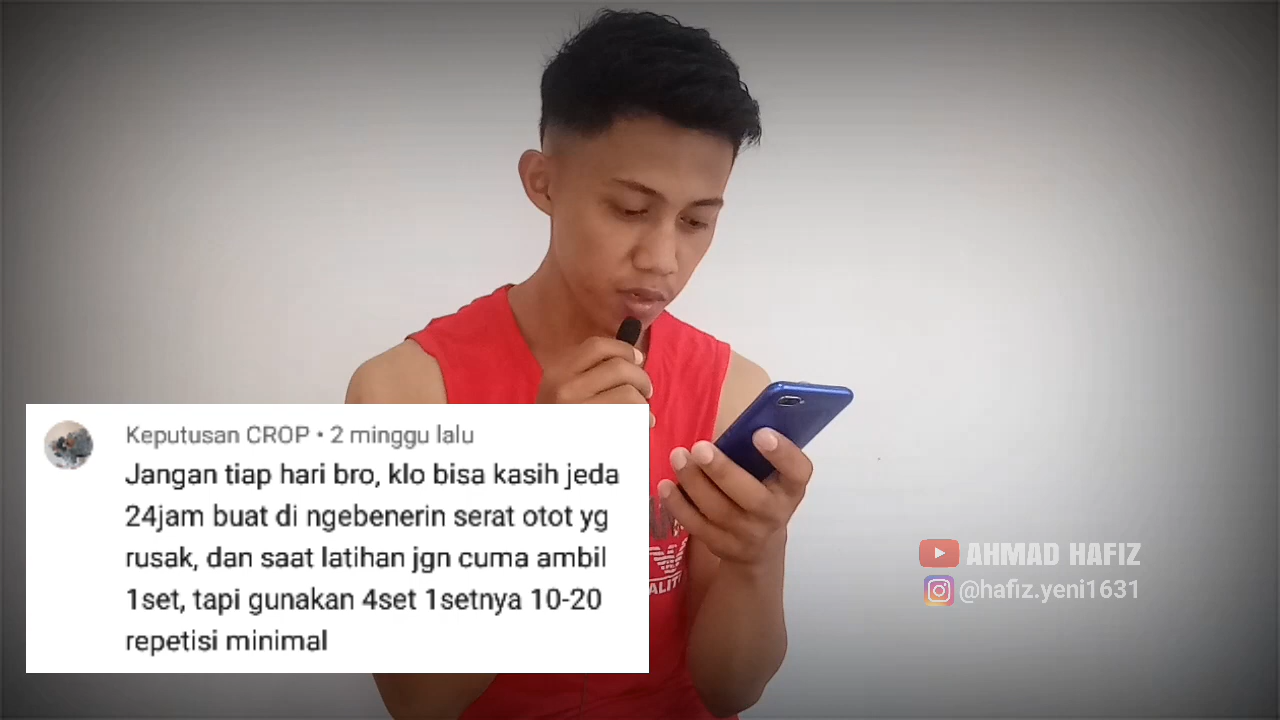 Keputusan CROP • 2 minggu lalu
Jangan tiap hari bro, klo bisa kasih jeda
24jam buat di ngebenerin serat otot yg
rusak, dan saat latihan jgn cuma ambil
1set, tapi gunakan 4set 1setnya 10-20
repetisi minimal
AHMAD HAFIZ
@hafiz.yeni1631